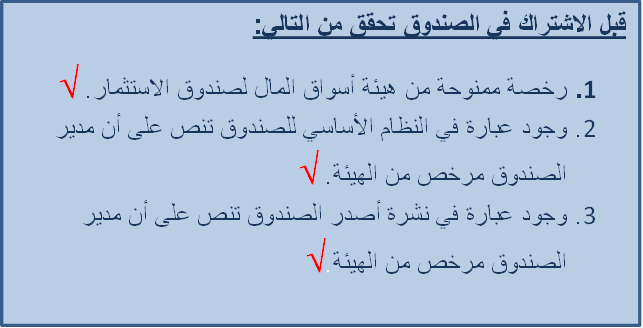 قبل الاشتراك في الصندوق تحقق من التالي:
1. رخصة ممنوحة من هيئة أسواق المال لصندوق الاستثمار. √
2. وجود عبارة في النظام الأساسي للصندوق تنص على أن مدير
الصندوق مرخص من الهيئة. √
3. وجود عبارة في نشرة أصدر الصندوق تنص على أن مدير
الصندوق مرخص من الهيئة. √